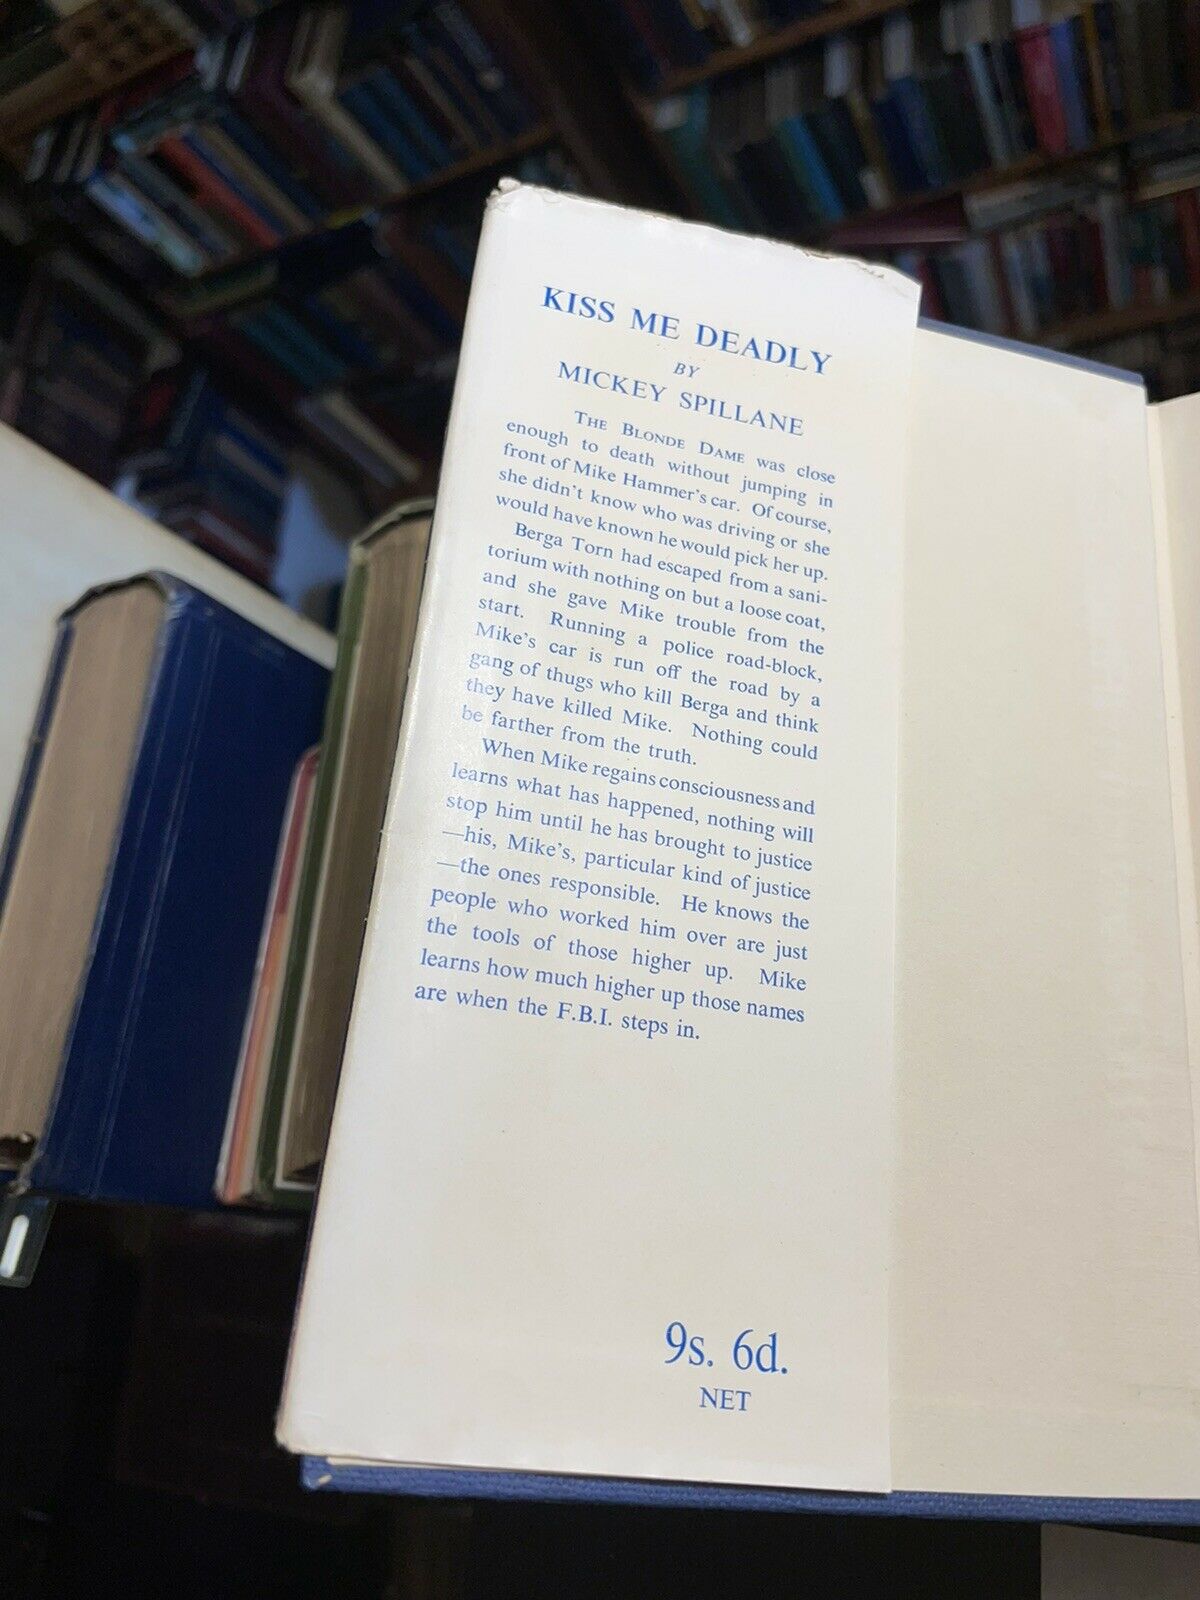 KISS ME DEADLY
BY
MICKEY SPILLANE
THE BLONDE DAME was close
enough to death without jumping in
front of Mike Hammer's car. Of course,
she didn't know who was driving or she
would have known he would pick her up.
Berga Torn had escaped from a sani-
torium with nothing on but a loose coat,
and she gave Mike trouble from the
start. Running a police road-block,
Mike's car is run off the road by a
gang of thugs who kill Berga and think
they have killed Mike. Nothing could
be farther from the truth.
When Mike regains consciousness and
learns what has happened, nothing will
stop him until he has brought to justice
—his, Mike's, particular kind of justice
—the ones responsible. He knows the
people who worked him over are just
the tools of those higher up. Mike
learns how much higher up those names
are when the F.B.I. steps in.
9s. 6d.
NET